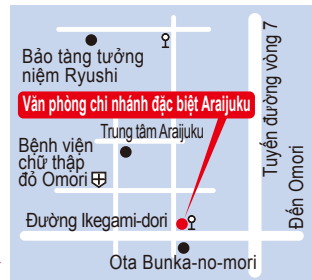 Bảo tàng tưởng
niệm Ryushi
Văn phòng chi nhánh đặc biệt Araijuku
Trung tâm Araijuku
Bệnh viện
chữ thập
đỏ Omori
Tuyến đường vòng 7
Đến Omori
Đường Ikegami-dori
Ota Bunka-no-mori